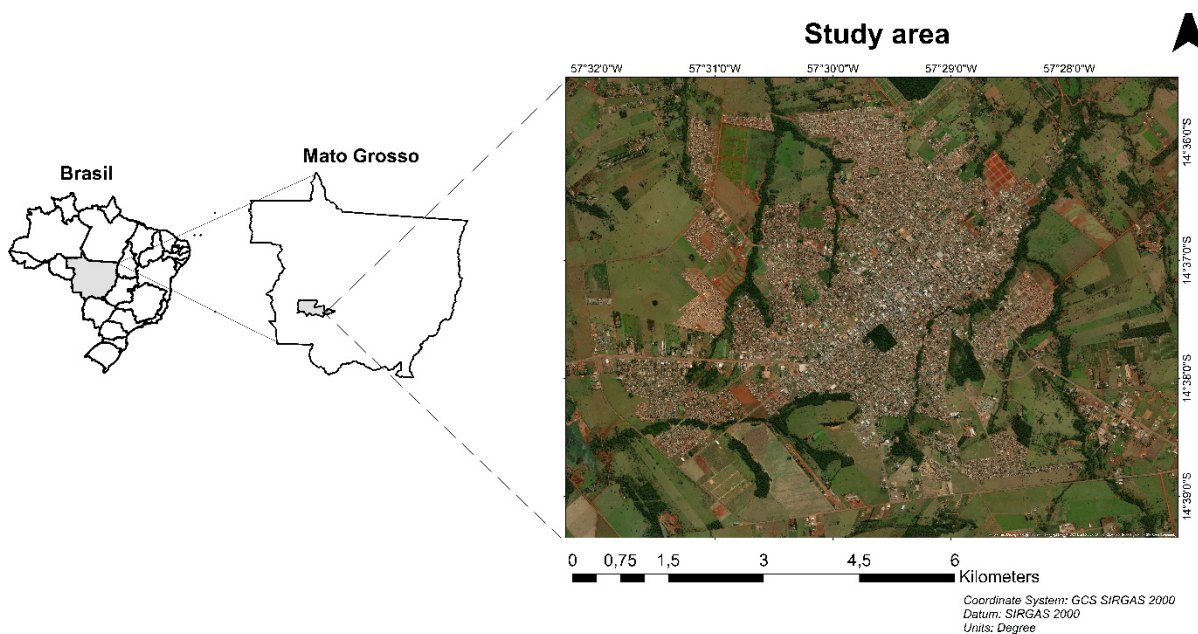 Study area
57°32'0"W 57°31'0"W 57°30'0"W 57°29'0"W 57°28'0"W
Mato Grosso
Brasil
14°36'0"S
14°37'0"S
14°38'0"S
14°39'0"S
0 0,75 1,5 3 4,5 6
Kilometers
Coordinate System: GCS SIRGAS 2000
Datum: SIRGAS 2000
Units: Degree